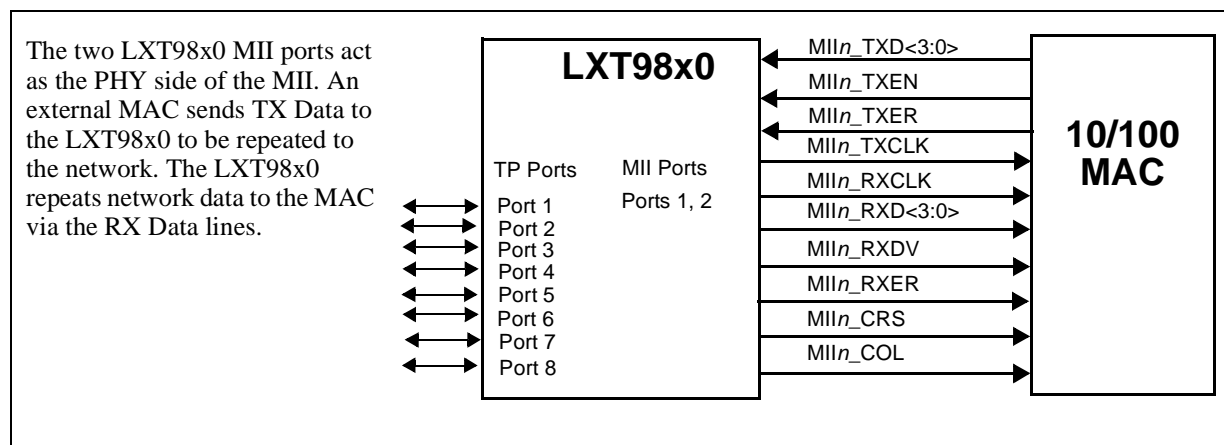 The two LXT98x0 MII ports act
as the PHY side of the MII. An
external MAC sends TX Data to
the LXT98x0 to be repeated to
the network. The LXT98x0
repeats network data to the MAC
via the RX Data lines.
LXT98x0
TP Ports
Port 1
Port 2
Port 3
Port 4
Port 5
Port 6
Port 7
Port 8
MII Ports
Ports 1, 2
MIIn_TXD<3:0>
MIIn_TXEN
MIIn_TXER
MIIn_TXCLK
MIIn_RXCLK
MIIn_RXD<3:0>
MIIn_RXDV
MIIn_RXER
MIIn_CRS
MIIn_COL
10/100
MAC